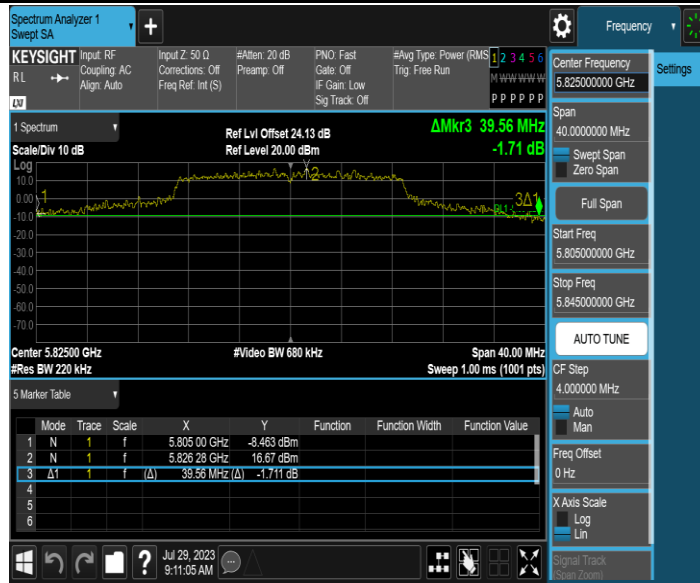 Spectrum Analyzer 1
Swept SA
+
Frequency
KEYSIGHT
RL
LXI
Input: RF
Coupling: AC
Align: Auto
Input Z: 50 Ω
Corrections: Off
Freq Ref: Int (S)
#Atten: 20 dB
Preamp: Off
PNO: Fast
Gate: Off
IF Gain: Low
Sig Track: Off
#Avg Type: Power (RMS
Trig: Free Run
1 2 3 4 5 6
M W W W W W
P P P P P P
1 Spectrum
Scale/Div 10 dB
Ref Lvl Offset 24.13 dB
Ref Level 20.00 dBm
ΔMkr3 39.56 MHz
-1.71 dB
Log
10.0
0.00
-10.0
-20.0
-30.0
-40.0
-50.0
-60.0
-70.0
1
2
3Δ1
Center 5.82500 GHz
#Res BW 220 kHz
#Video BW 680 kHz
Span 40.00 MHz
Sweep 1.00 ms (1001 pts)
5 Marker Table
Mode Trace Scale X Y Function Function Width Function Value
1 N 1 f 5.805 00 GHz -8.463 dBm
2 N 1 f 5.826 28 GHz 16.67 dBm
3 Δ1 1 f (Δ) 39.56 MHz (Δ) -1.711 dB
4
5
6
?
Jul 29, 2023
9:11:05 AM
Settings
Center Frequency
5.825000000 GHz
Span
40.0000000 MHz
Swept Span
Zero Span
Full Span
Start Freq
5.805000000 GHz
Stop Freq
5.845000000 GHz
AUTO TUNE
CF Step
4.000000 MHz
Auto
Man
Freq Offset
0 Hz
X Axis Scale
Log
Lin
Signal Track
(Span Zoom)